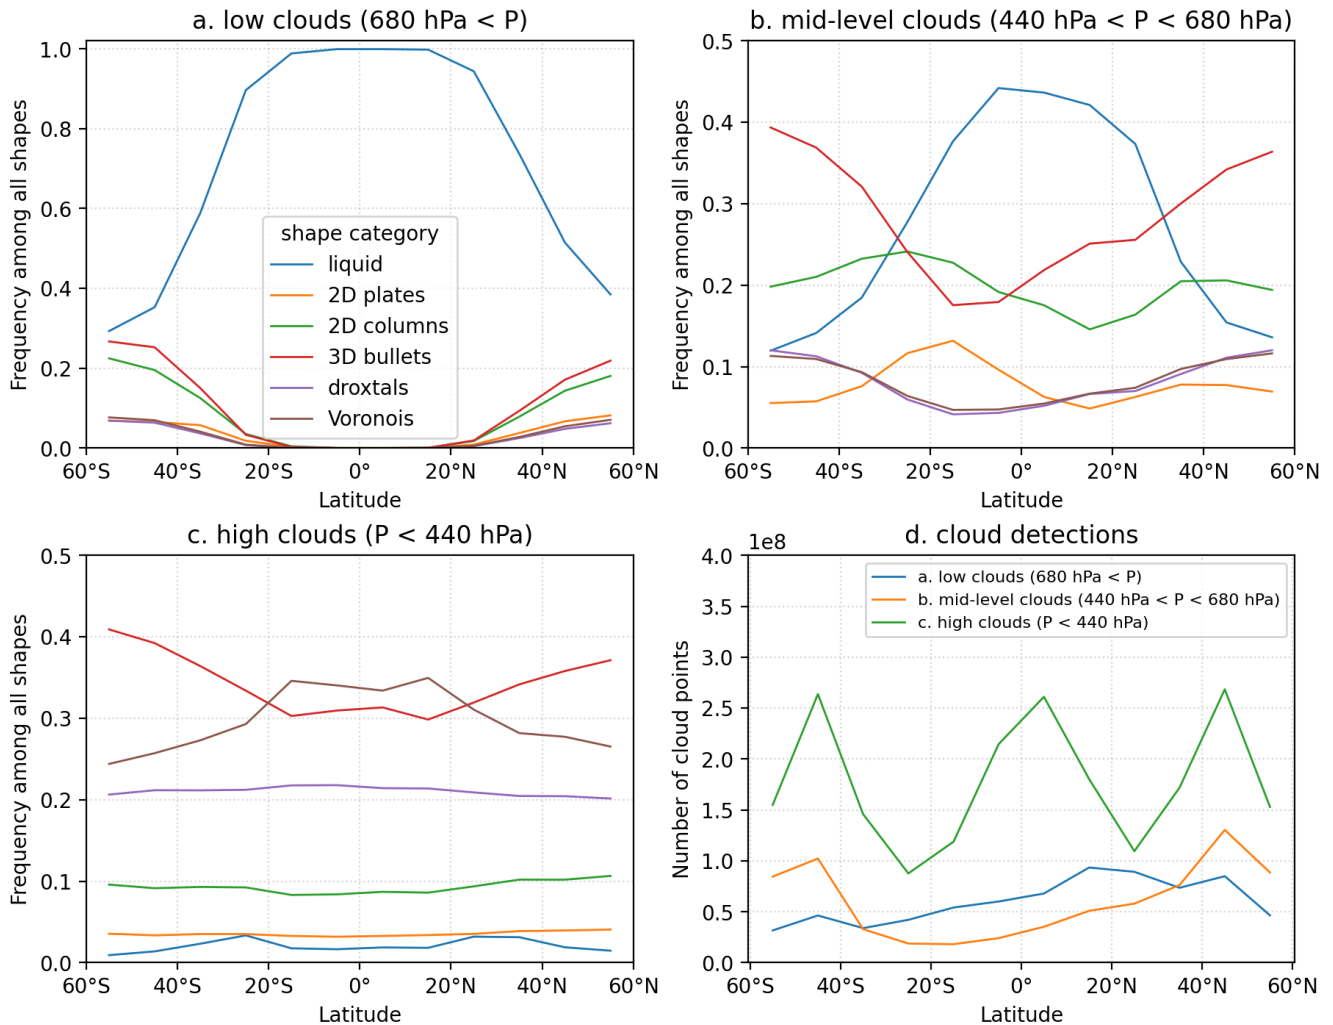 a. low clouds (680 hPa < P)
Frequency among all shapes
1.0
0.8
0.6
0.4
0.2
0.0
shape category
liquid
2D plates
2D columns
3D bullets
droxtals
Voronois
60°S 40°S 20°S 0° 20°N 40°N 60°N
Latitude
b. mid-level clouds (440 hPa < P < 680 hPa)
Frequency among all shapes
0.5
0.4
0.3
0.2
0.1
0.0
60°S 40°S 20°S 0° 20°N 40°N 60°N
Latitude
c. high clouds (P < 440 hPa)
Frequency among all shapes
0.5
0.4
0.3
0.2
0.1
0.0
60°S 40°S 20°S 0° 20°N 40°N 60°N
Latitude
d. cloud detections
1e8
Number of cloud points
4.0
3.5
3.0
2.5
2.0
1.5
1.0
0.5
0.0
a. low clouds (680 hPa < P)
b. mid-level clouds (440 hPa < P < 680 hPa)
c. high clouds (P < 440 hPa)
60°S 40°S 20°S 0° 20°N 40°N 60°N
Latitude